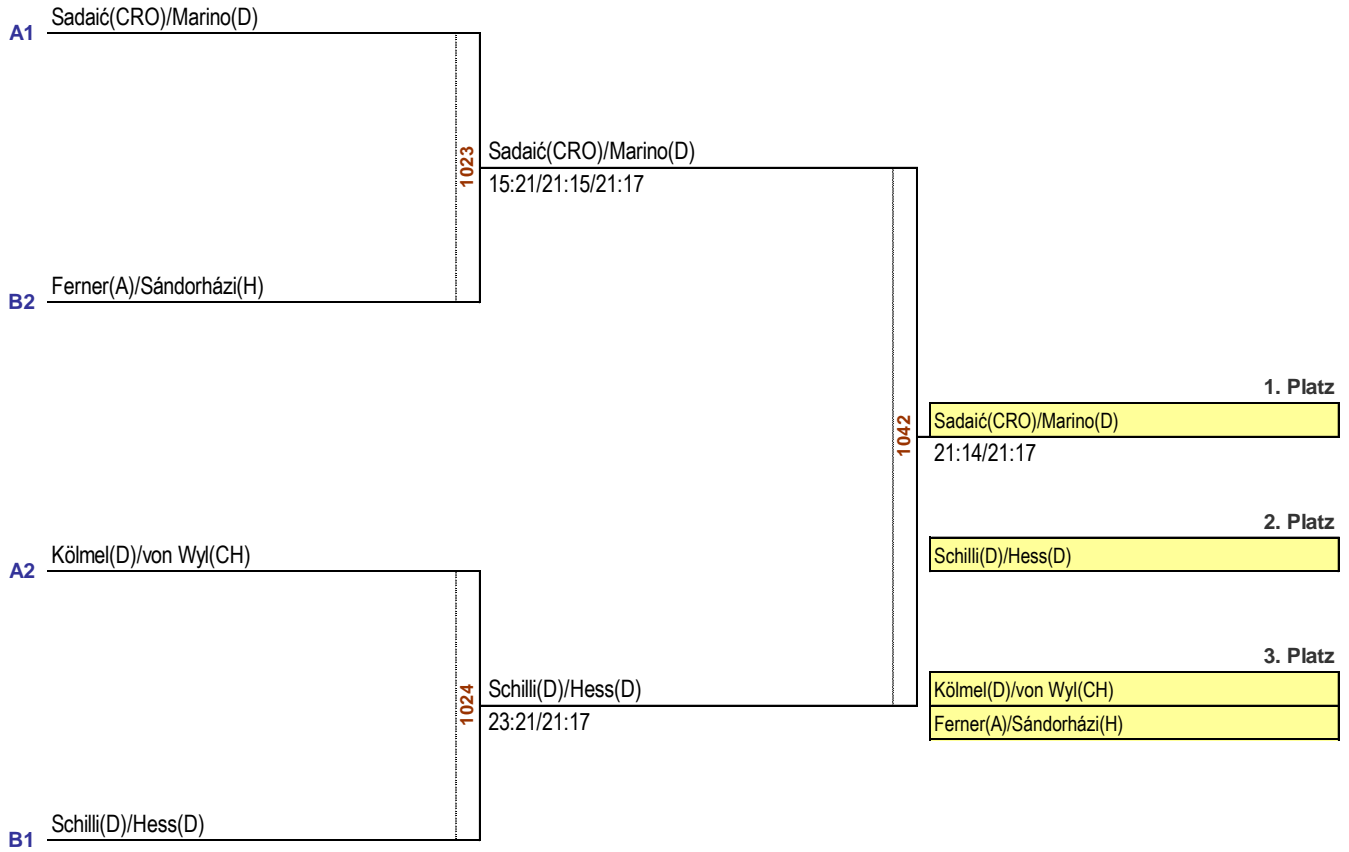 Sadaić(CRO)/Marino(D)
A1
1023
Sadaić(CRO)/Marino(D)
15:21/21:15/21:17
Ferner(A)/Sándorházi(H)
B2
1. Platz
1042
Sadaić(CRO)/Marino(D)
21:14/21:17
2. Platz
Kölmel(D)/von Wyl(CH)
A2
Schilli(D)/Hess(D)
3. Platz
1024
Schilli(D)/Hess(D)
23:21/21:17
Kölmel(D)/von Wyl(CH)
Ferner(A)/Sándorházi(H)
Schilli(D)/Hess(D)
B1